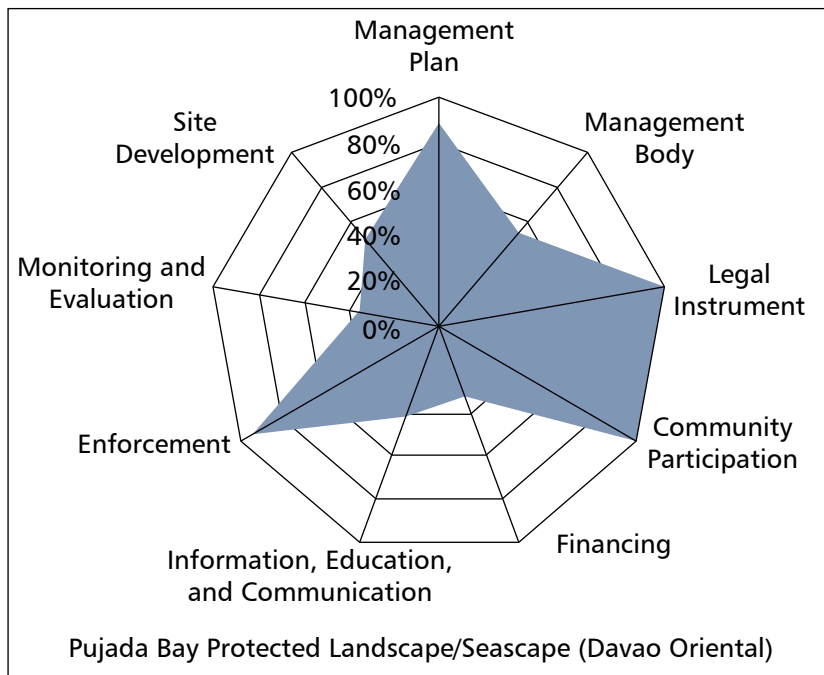 Management
Plan
100%
80%
60%
40%
20%
0%
Management
Body
Legal
Instrument
Community
Participation
Financing
Information, Education,
and Communication
Enforcement
Monitoring and
Evaluation
Site
Development
Pujada Bay Protected Landscape/Seascape (Davao Oriental)